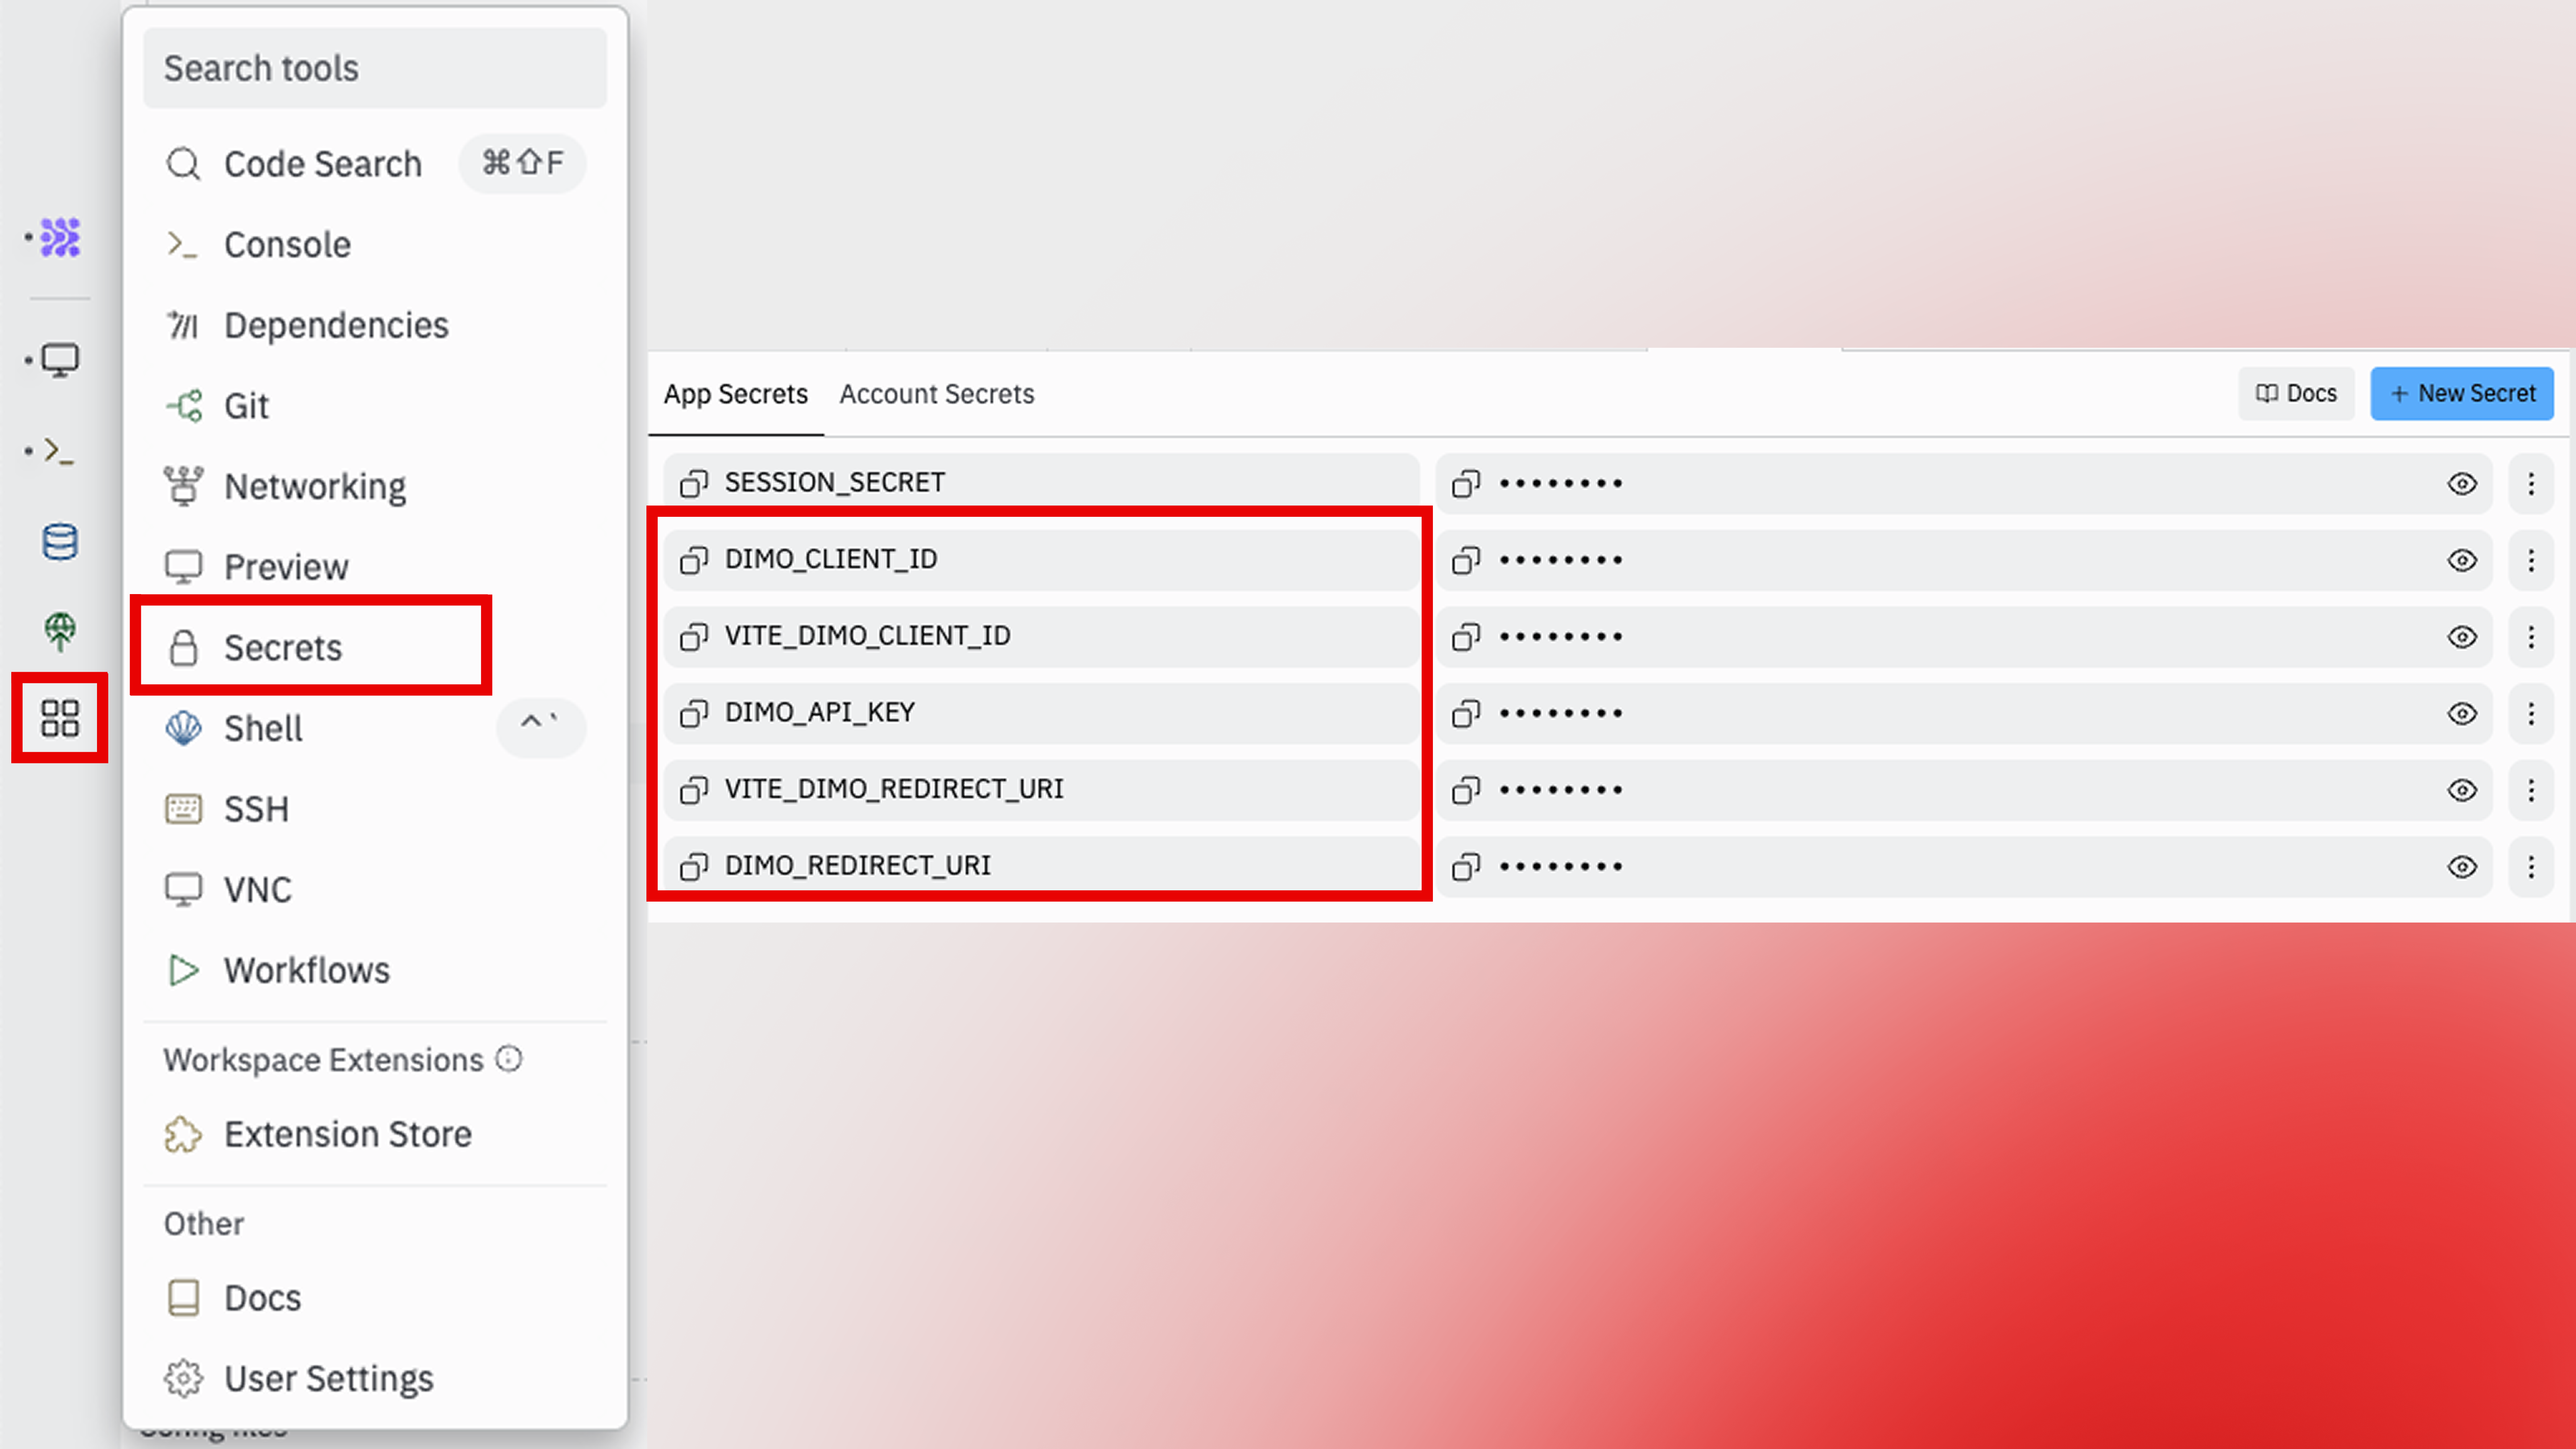 Search tools
Code Search ⌘⇧F
Console
Dependencies
Git
Networking
Preview
Secrets
Shell ^ `
SSH
VNC
Workflows
Workspace Extensions
Extension Store
Other
Docs
User Settings
App Secrets Account Secrets Docs + New Secret
SESSION_SECRET ••••••••
DIMO_CLIENT_ID ••••••••
VITE_DIMO_CLIENT_ID ••••••••
DIMO_API_KEY ••••••••
VITE_DIMO_REDIRECT_URI ••••••••
DIMO_REDIRECT_URI ••••••••